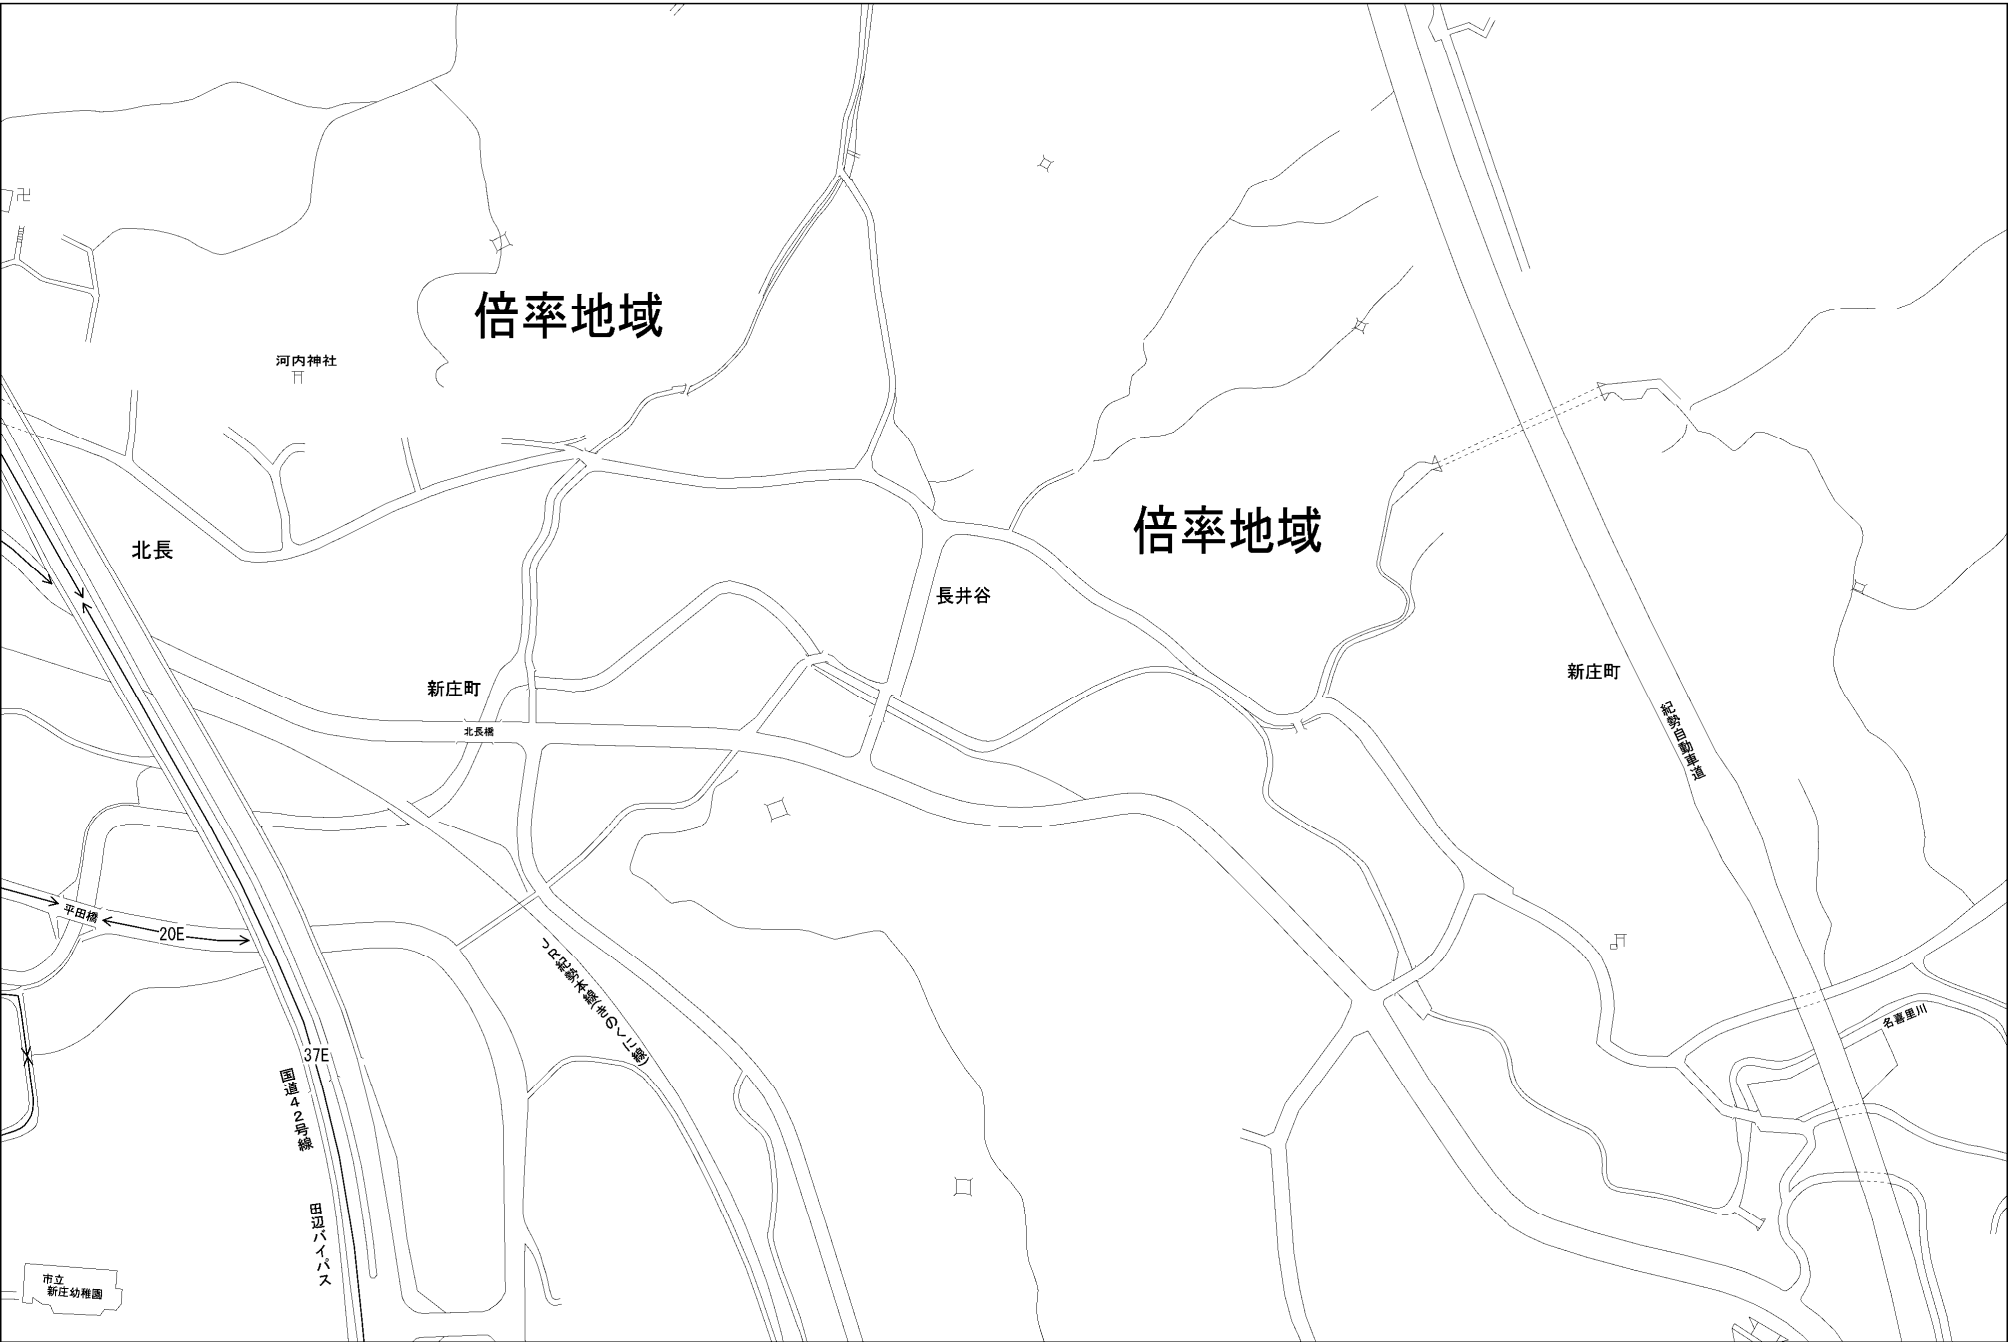 倍率地域
河内神社
倍率地域
北長
長井谷
新庄町
新庄町
北長橋
紀勢自動車道
平田橋
20E
JR紀勢本線(きのくに線)
名喜里川
37E
国道42号線
田辺バイパス
市立
新庄幼稚園